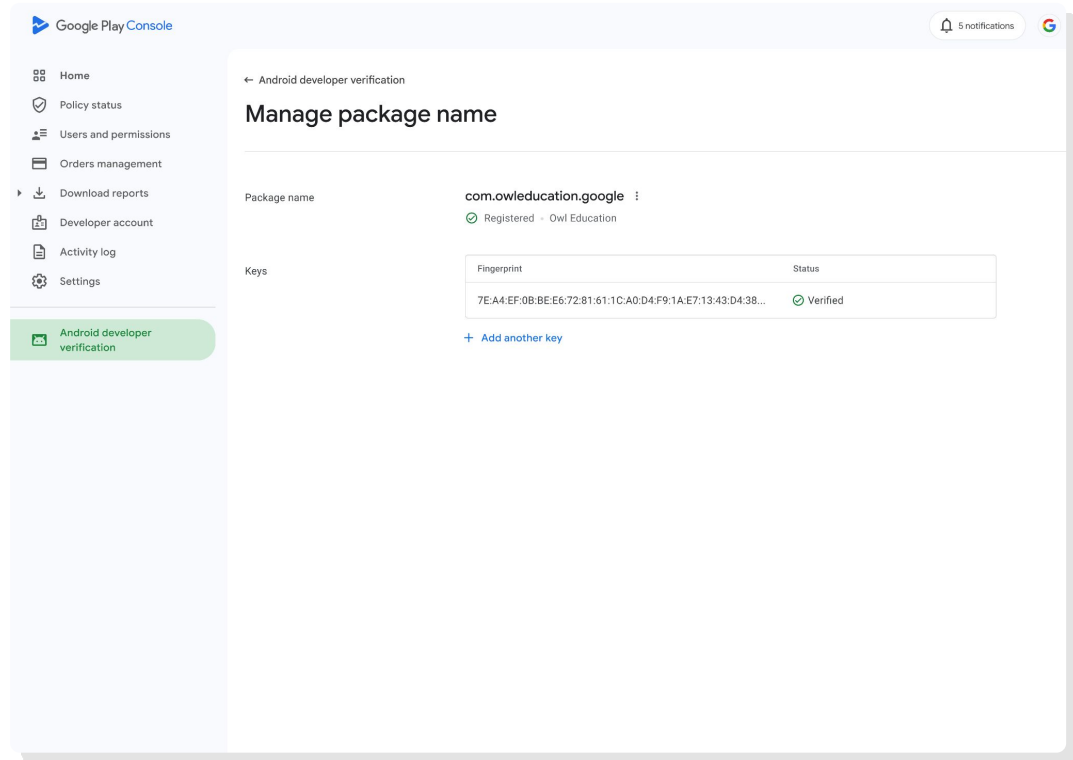 Google Play Console
5 notifications
Home
Policy status
Users and permissions
Orders management
Download reports
Developer account
Activity log
Settings
Android developer
verification
← Android developer verification
Manage package name
Package name
com.owleducation.google
Registered • Owl Education
Keys
Fingerprint Status
7E:A4:EF:0B:BE:E6:72:81:61:1C:A0:D4:F9:1A:E7:13:43:D4:38... Verified
+ Add another key